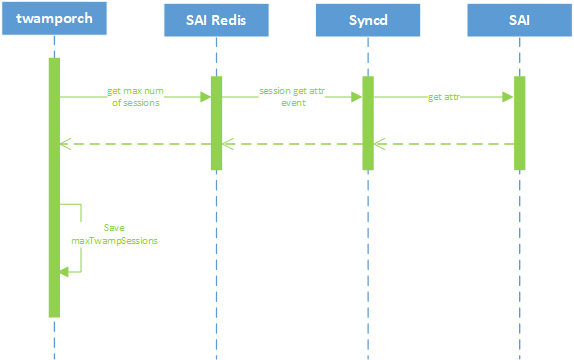 twamporch
SAI Redis
Syncd
SAI
get max num
of sessions
session get attr
event
get attr
Save
maxTwampSessions